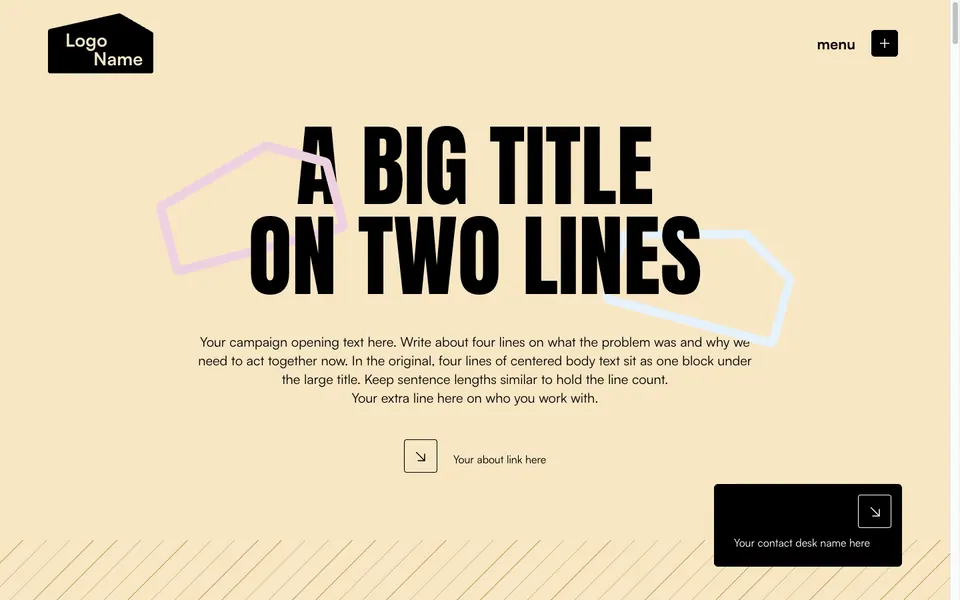 Logo
Name
menu
A BIG TITLE
ON TWO LINES
Your campaign opening text here. Write about four lines on what the problem was and why we
need to act together now. In the original, four lines of centered body text sit as one block under
the large title. Keep sentence lengths similar to hold the line count.
Your extra line here on who you work with.
Your about link here
Your contact desk name here